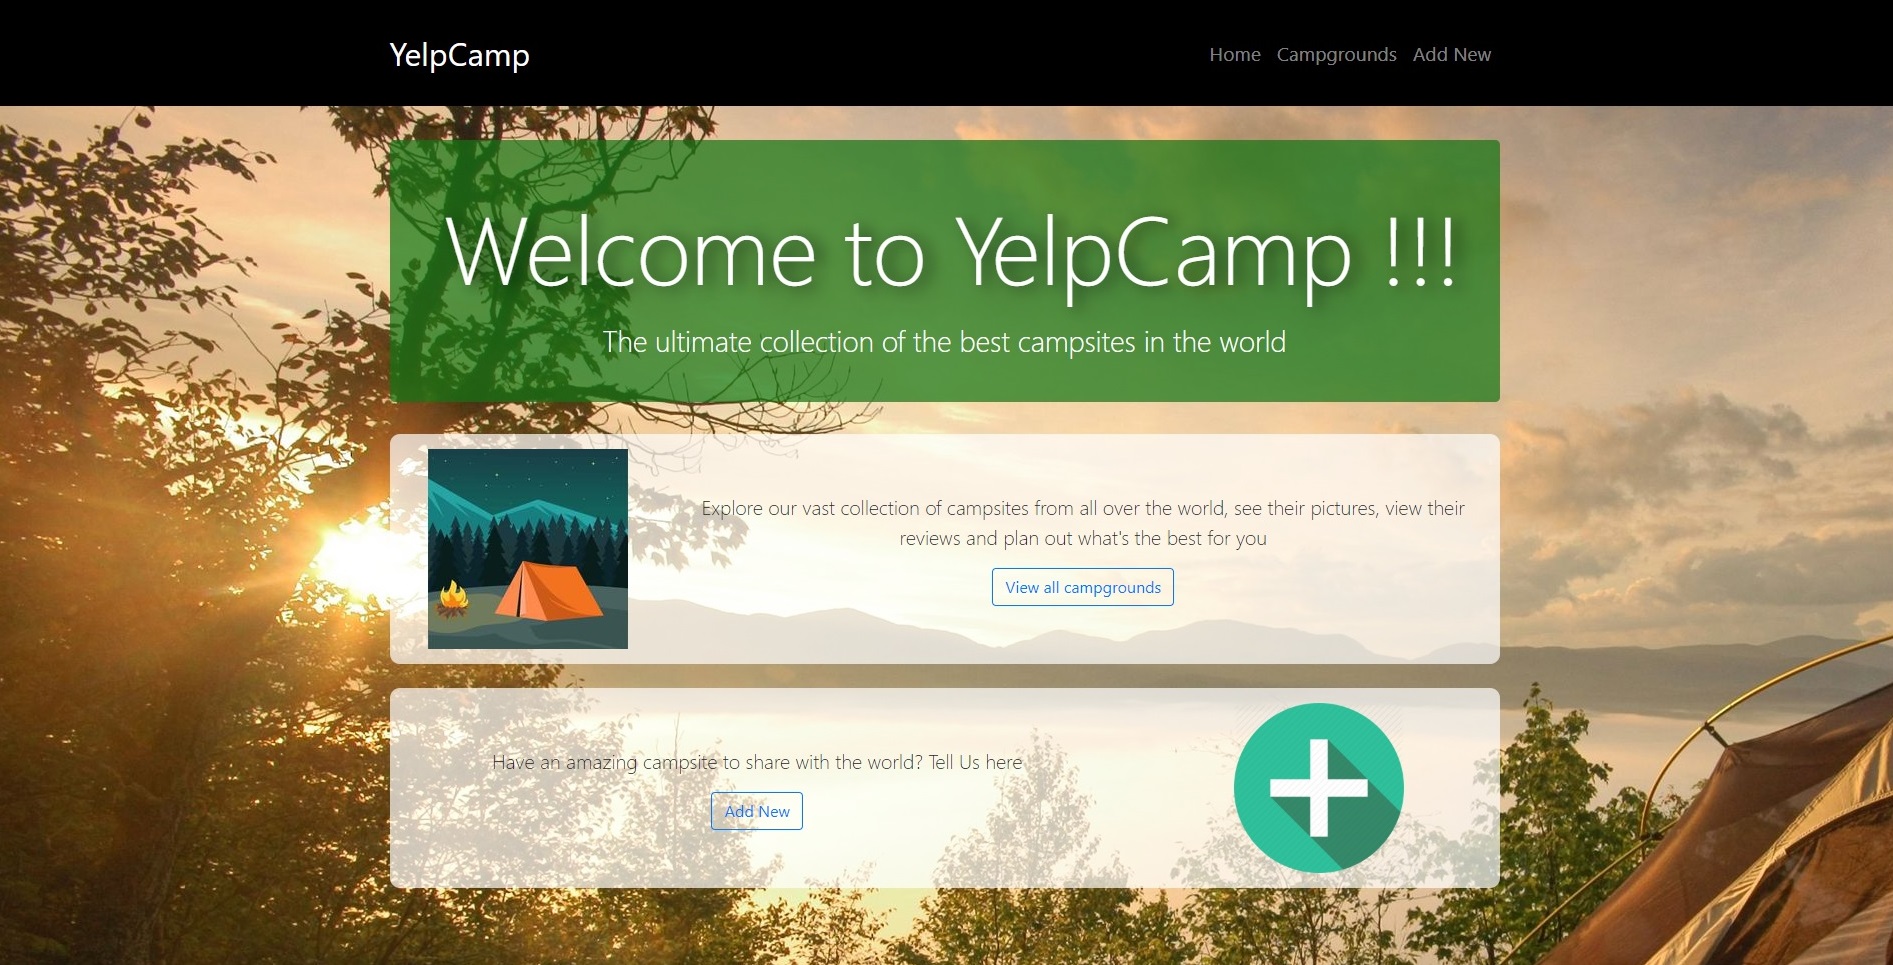 YelpCamp
Home Campgrounds Add New
Welcome to YelpCamp !!!
The ultimate collection of the best campsites in the world
Explore our vast collection of campsites from all over the world, see their pictures, view their
reviews and plan out what's the best for you
View all campgrounds
Have an amazing campsite to share with the world? Tell Us here
Add New